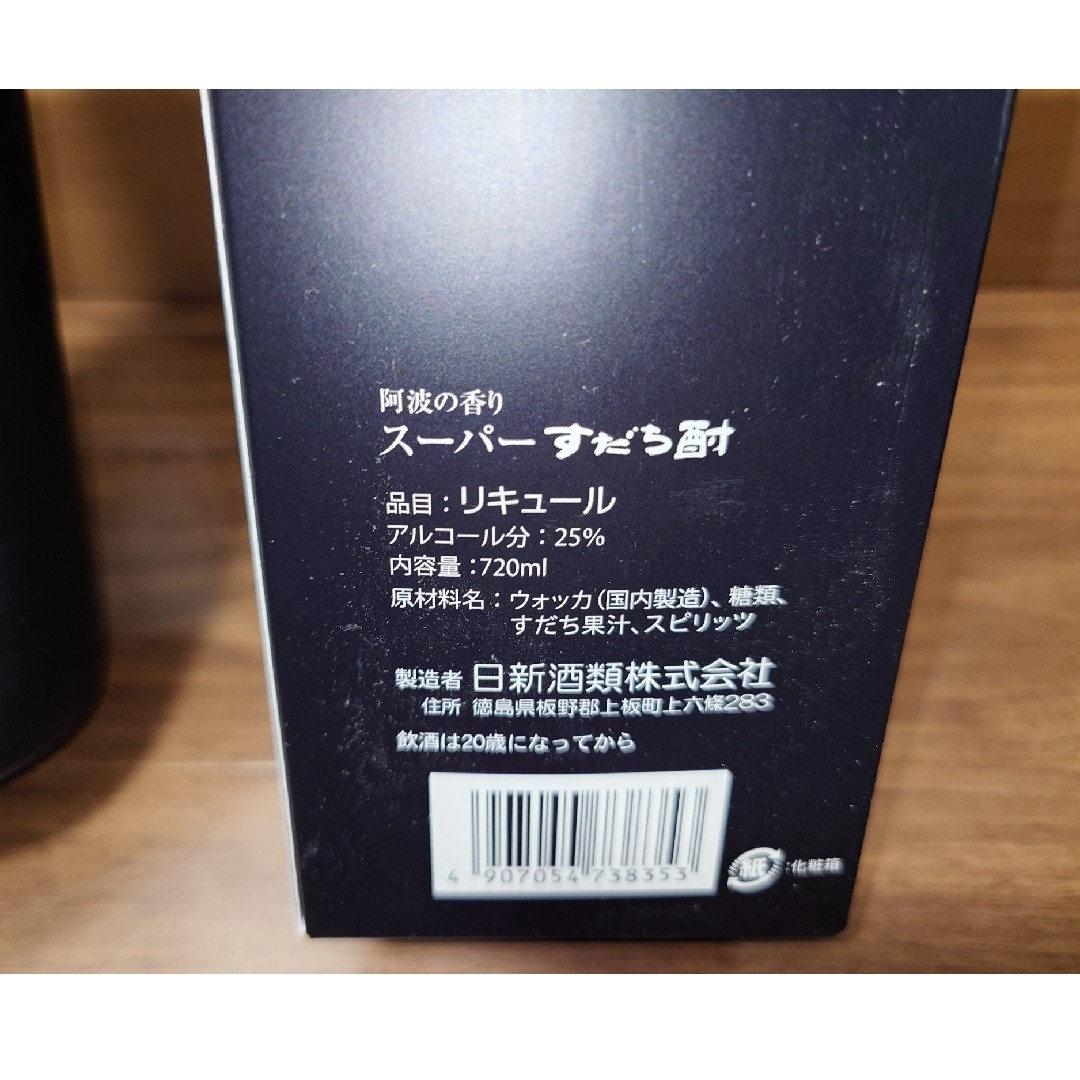 阿波の香り
スーパーすだち酎
品目：リキュール
アルコール分：25%
内容量：720ml
原材料名：ウォッカ（国内製造）、糖類、
すだち果汁、スピリッツ
製造者 日新酒類株式会社
住所 徳島県板野郡上板町上六條283
飲酒は20歳になってから
4 907054 738353
紙：化粧箱